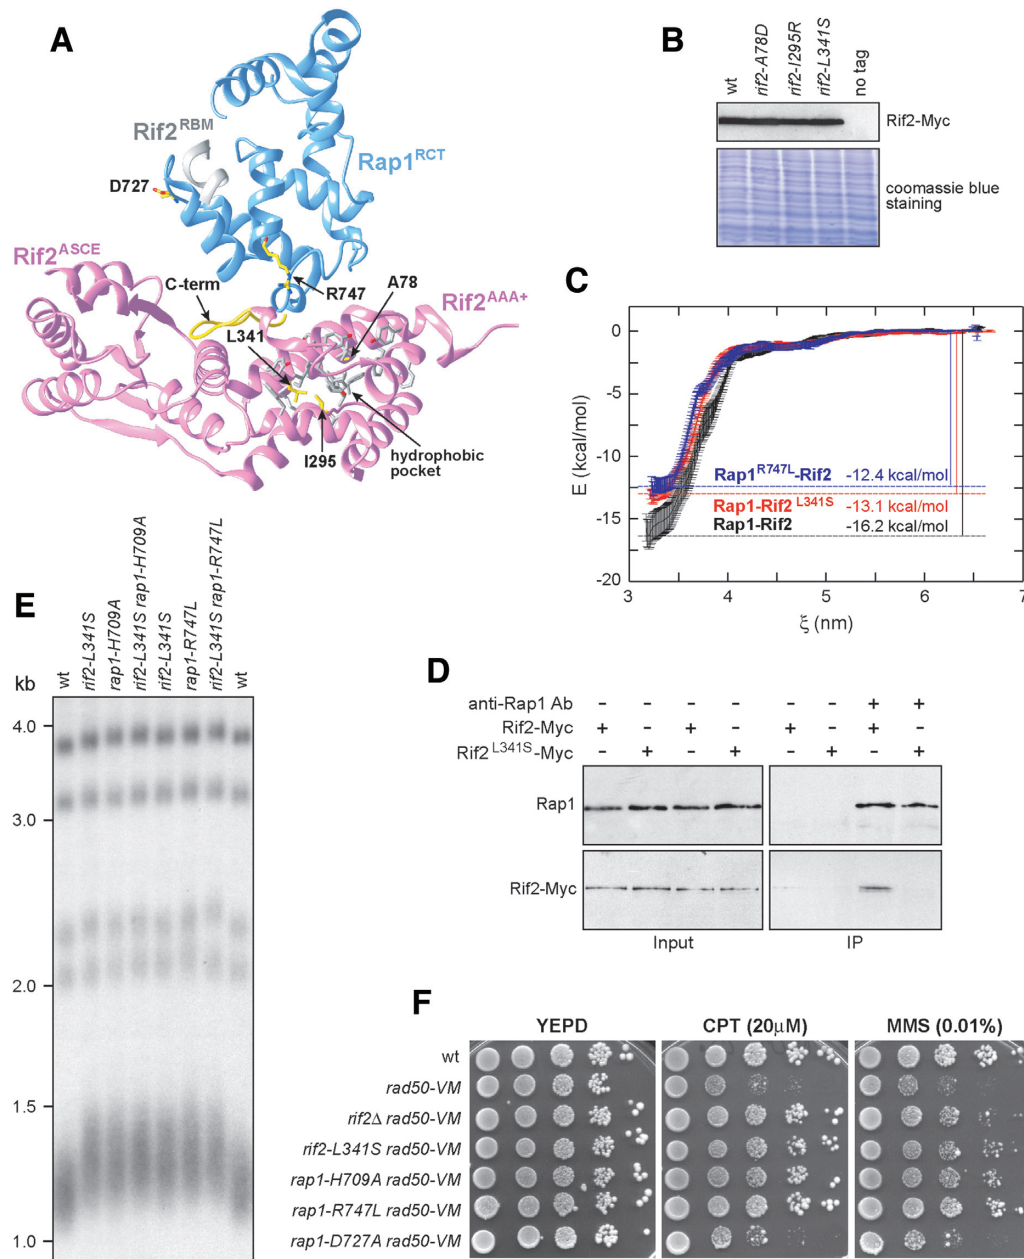 A
Rif2RBM
Rap1RCT
D727
Rif2ASCE
C-term
R747
A78
Rif2AAA+
L341
I295
hydrophobic
pocket
B
wt
rif2-A78D
rif2-I295R
rif2-L341S
no tag
Rif2-Myc
coomassie blue
staining
C
0
-5
-10
-15
-20
E (kcal/mol)
Rap1R747L-Rif2 -12.4 kcal/mol
Rap1-Rif2 L341S -13.1 kcal/mol
Rap1-Rif2 -16.2 kcal/mol
3 4 5 6 7
ξ (nm)
D
anti-Rap1 Ab - - - - - - + +
Rif2-Myc + - + - + - + -
Rif2 L341S-Myc - + - + - + - +
Rap1
Rif2-Myc
Input IP
E
kb
wt
rif2-L341S
rap1-H709A
rif2-L341S rap1-H709A
rif2-L341S
rap1-R747L
rif2-L341S rap1-R747L
wt
4.0
3.0
2.0
1.5
1.0
F
YEPD CPT (20μM) MMS (0.01%)
wt
rad50-VM
rif2Δ rad50-VM
rif2-L341S rad50-VM
rap1-H709A rad50-VM
rap1-R747L rad50-VM
rap1-D727A rad50-VM